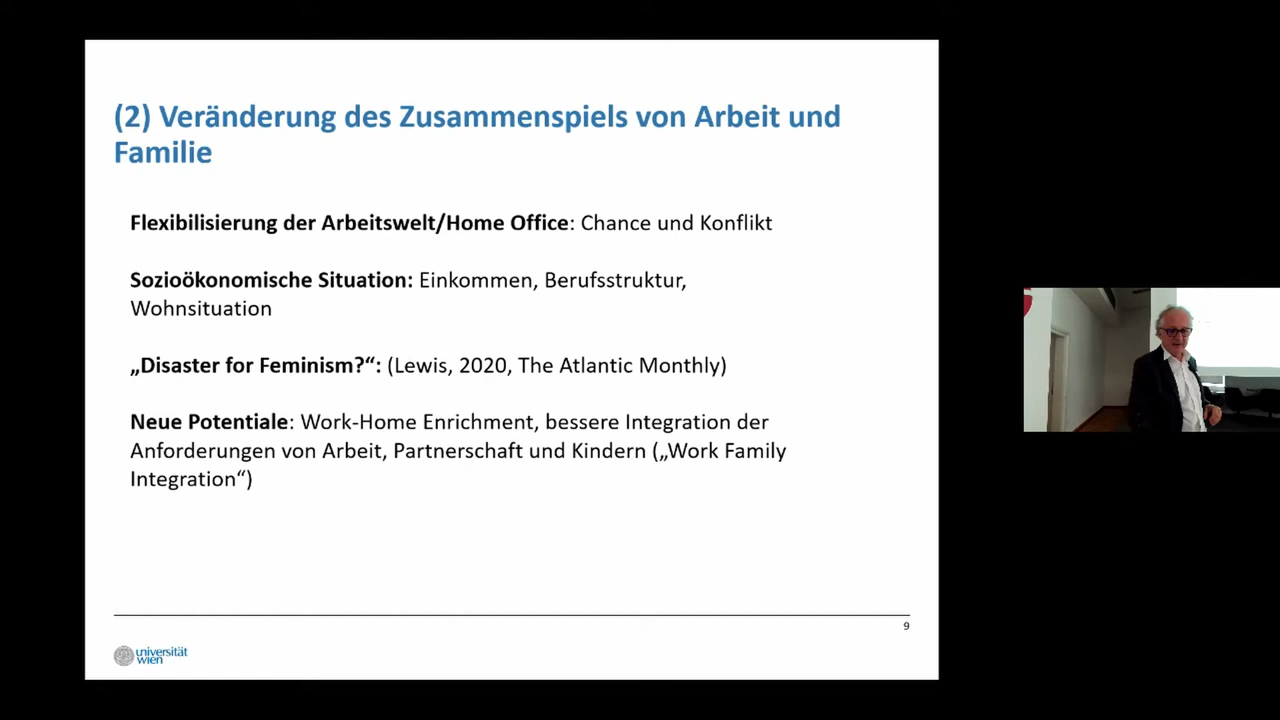 (2) Veränderung des Zusammenspiels von Arbeit und
Familie
Flexibilisierung der Arbeitswelt/Home Office: Chance und Konflikt
Sozioökonomische Situation: Einkommen, Berufsstruktur,
Wohnsituation
„Disaster for Feminism?“: (Lewis, 2020, The Atlantic Monthly)
Neue Potentiale: Work-Home Enrichment, bessere Integration der
Anforderungen von Arbeit, Partnerschaft und Kindern („Work Family
Integration“)
9
universität
wien